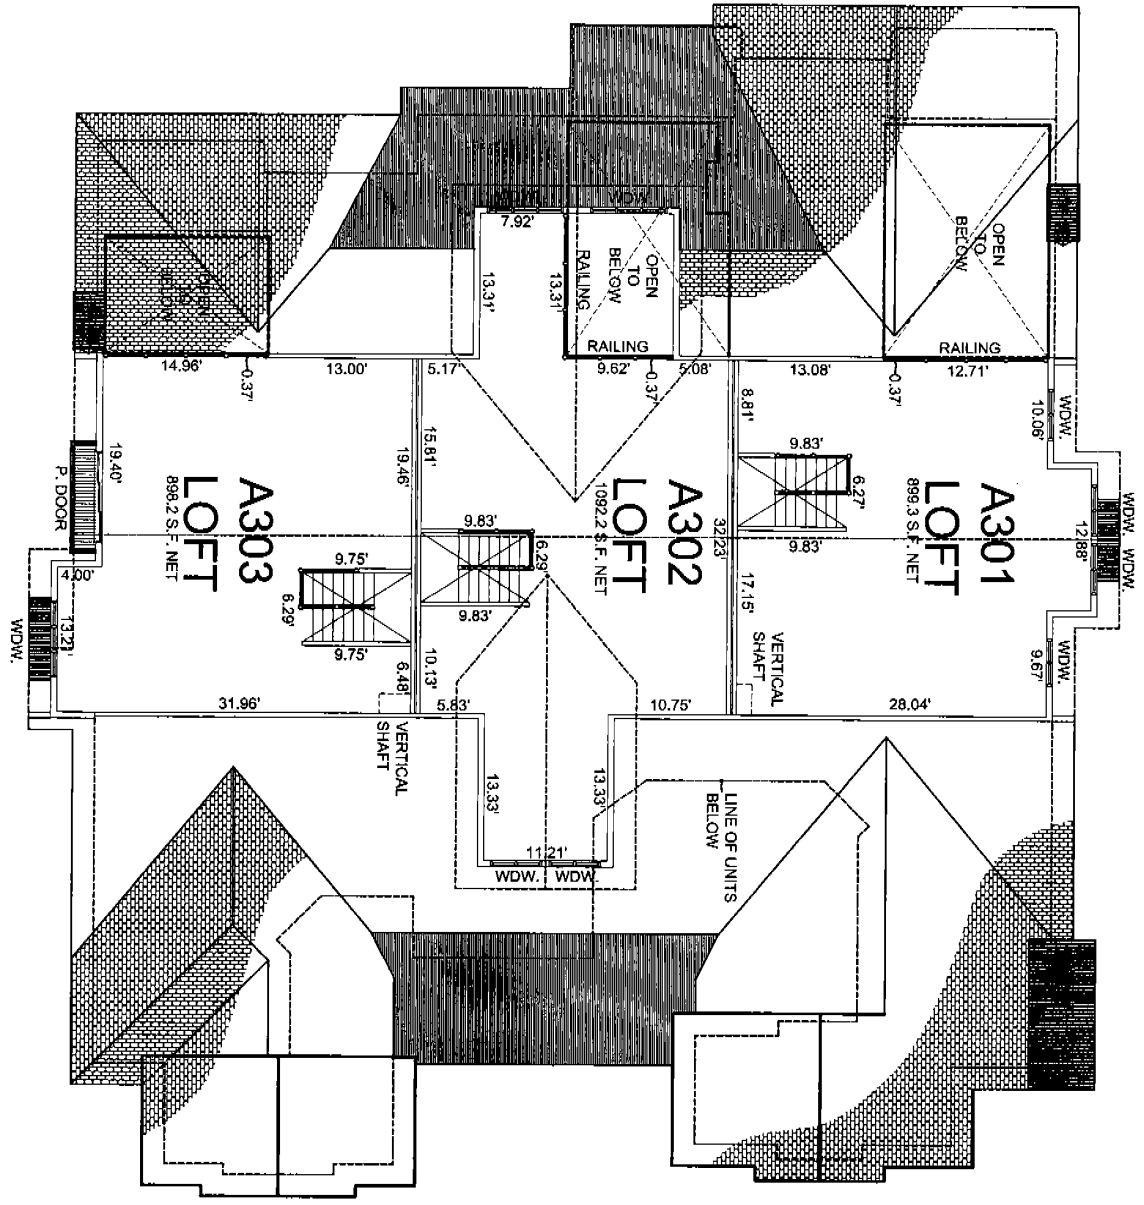 WDW.
WDW.
7.92'
13.31'
13.31'
RAILING
OPEN
TO
BELOW
RAILING
OPEN
TO
BELOW
RAILING
OPEN
TO
BELOW
14.96'
0.37'
13.00'
5.17'
9.62'
0.37'
5.08'
13.08'
0.37'
12.71'
WDW.
10.06'
8.81'
15.81'
19.46'
19.40'
P. DOOR
9.83'
6.27'
9.83'
A303
LOFT
898.2 S.F. NET
A302
LOFT
1092.2 S.F. NET
A301
LOFT
899.3 S.F. NET
32.23'
17.15'
WDW.
WDW.
12.88'
9.83'
6.29'
9.83'
9.75'
6.29'
9.75'
4.00'
13.21'
WDW.
WDW.
9.67'
VERTICAL
SHAFT
6.48'
10.13'
31.96'
5.83'
10.75'
28.04'
VERTICAL
SHAFT
13.33'
13.33'
LINE OF UNITS
BELOW
11.21'
WDW.
WDW.